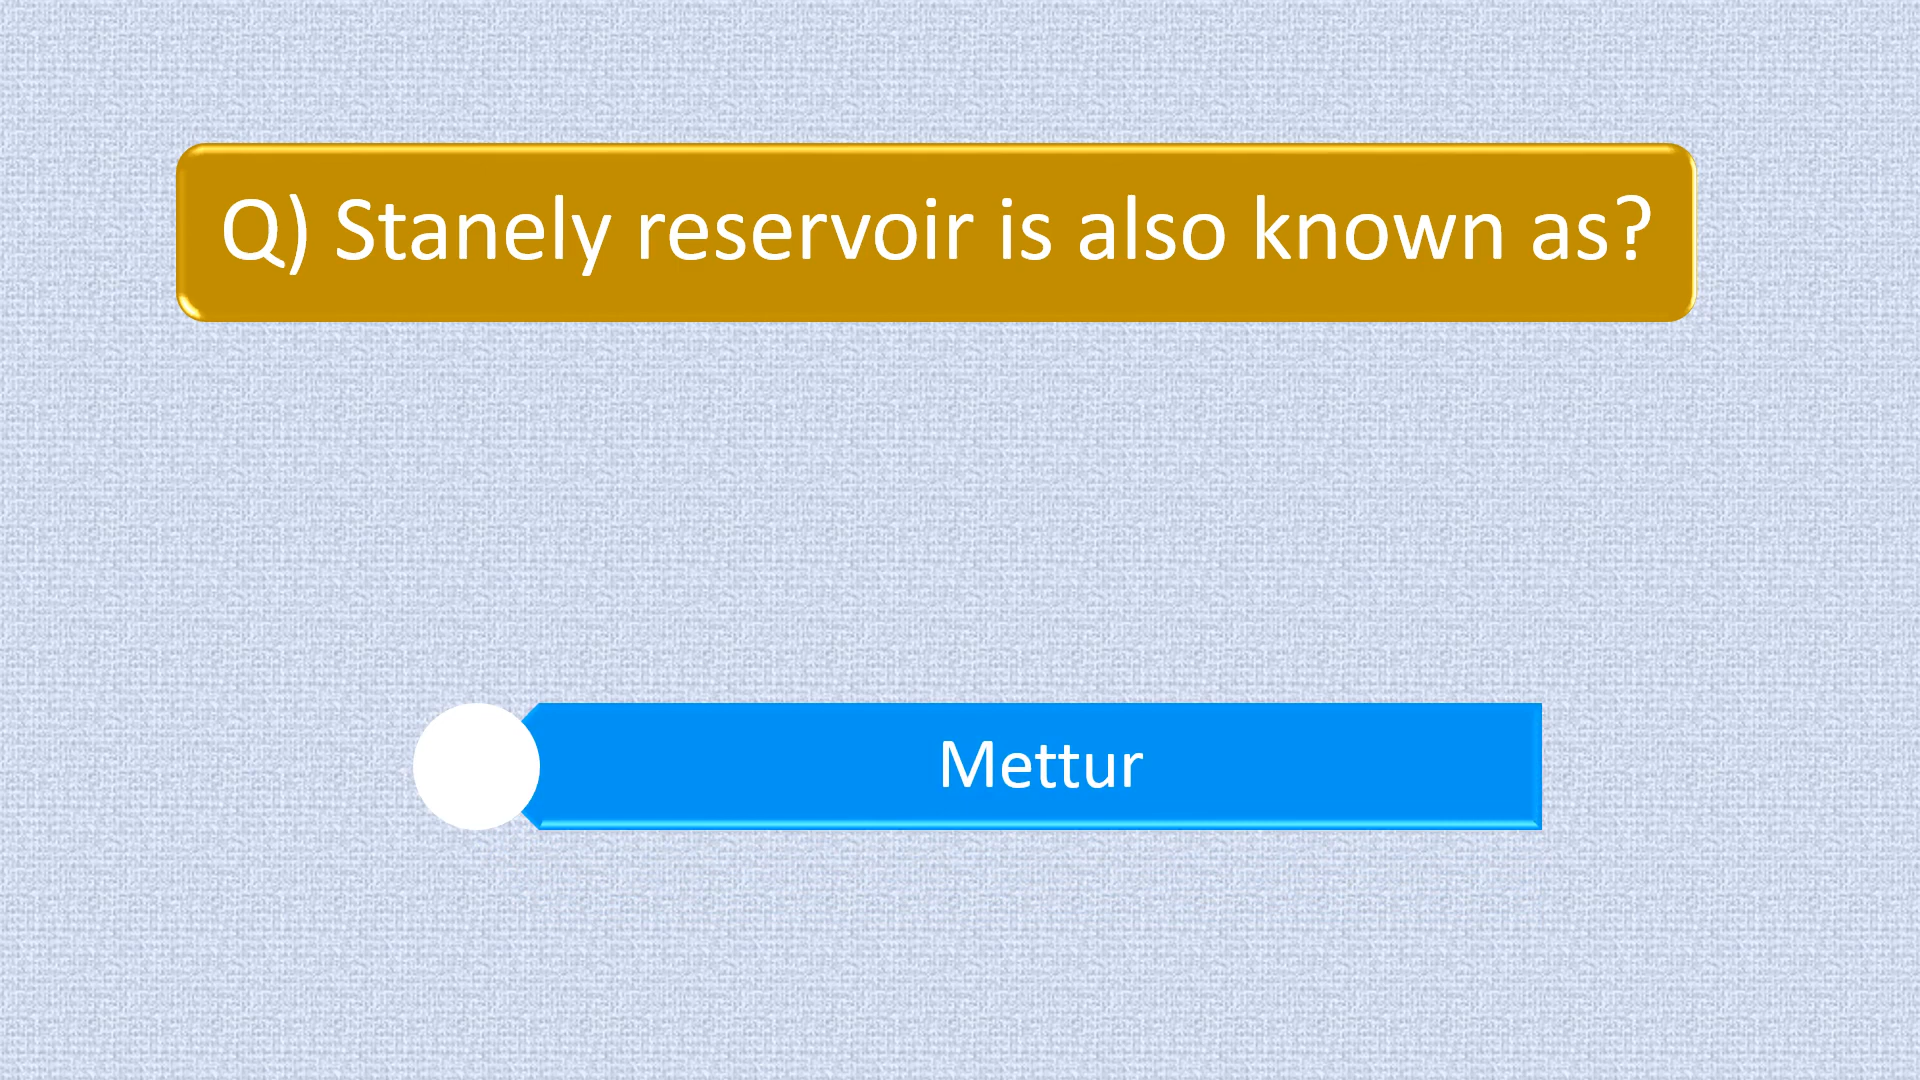 Q) Stanely reservoir is also known as?
Mettur